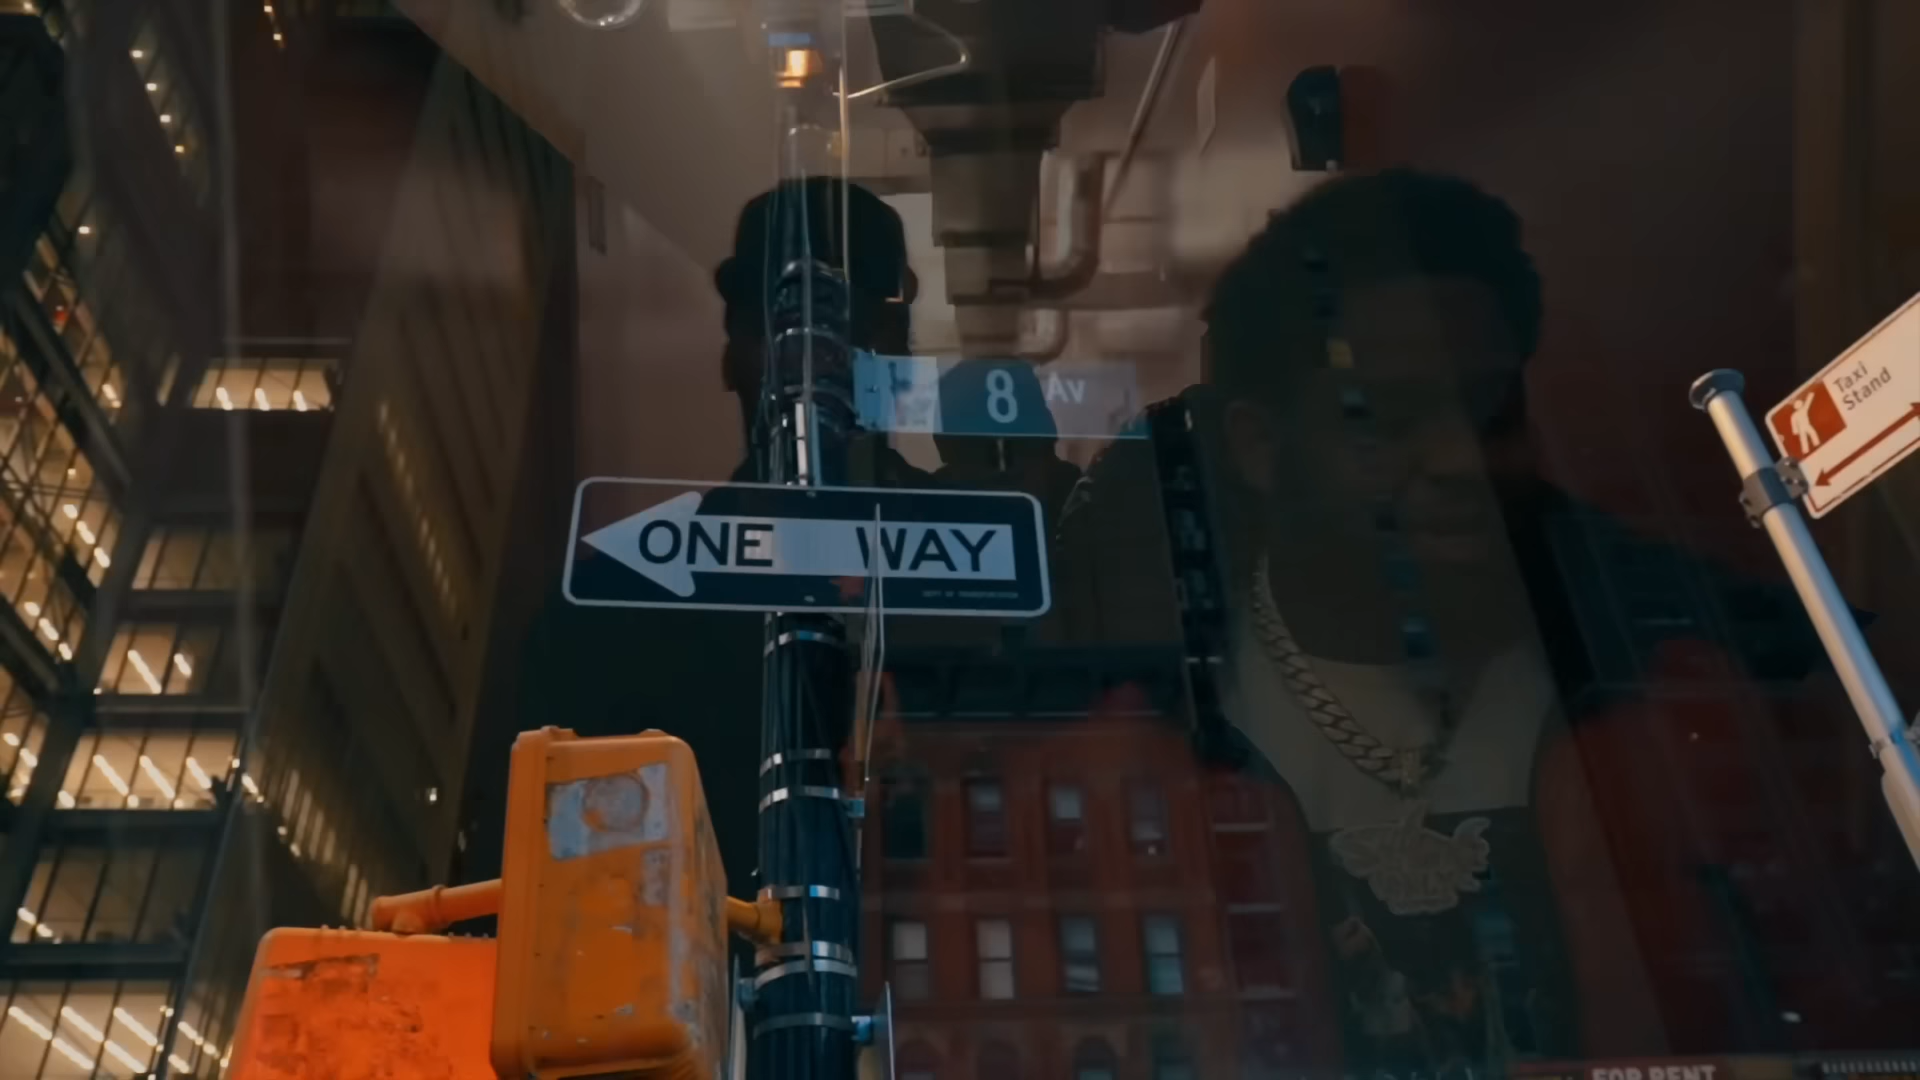 8 Av
Taxi
Stand
ONE WAY
FOR RENT